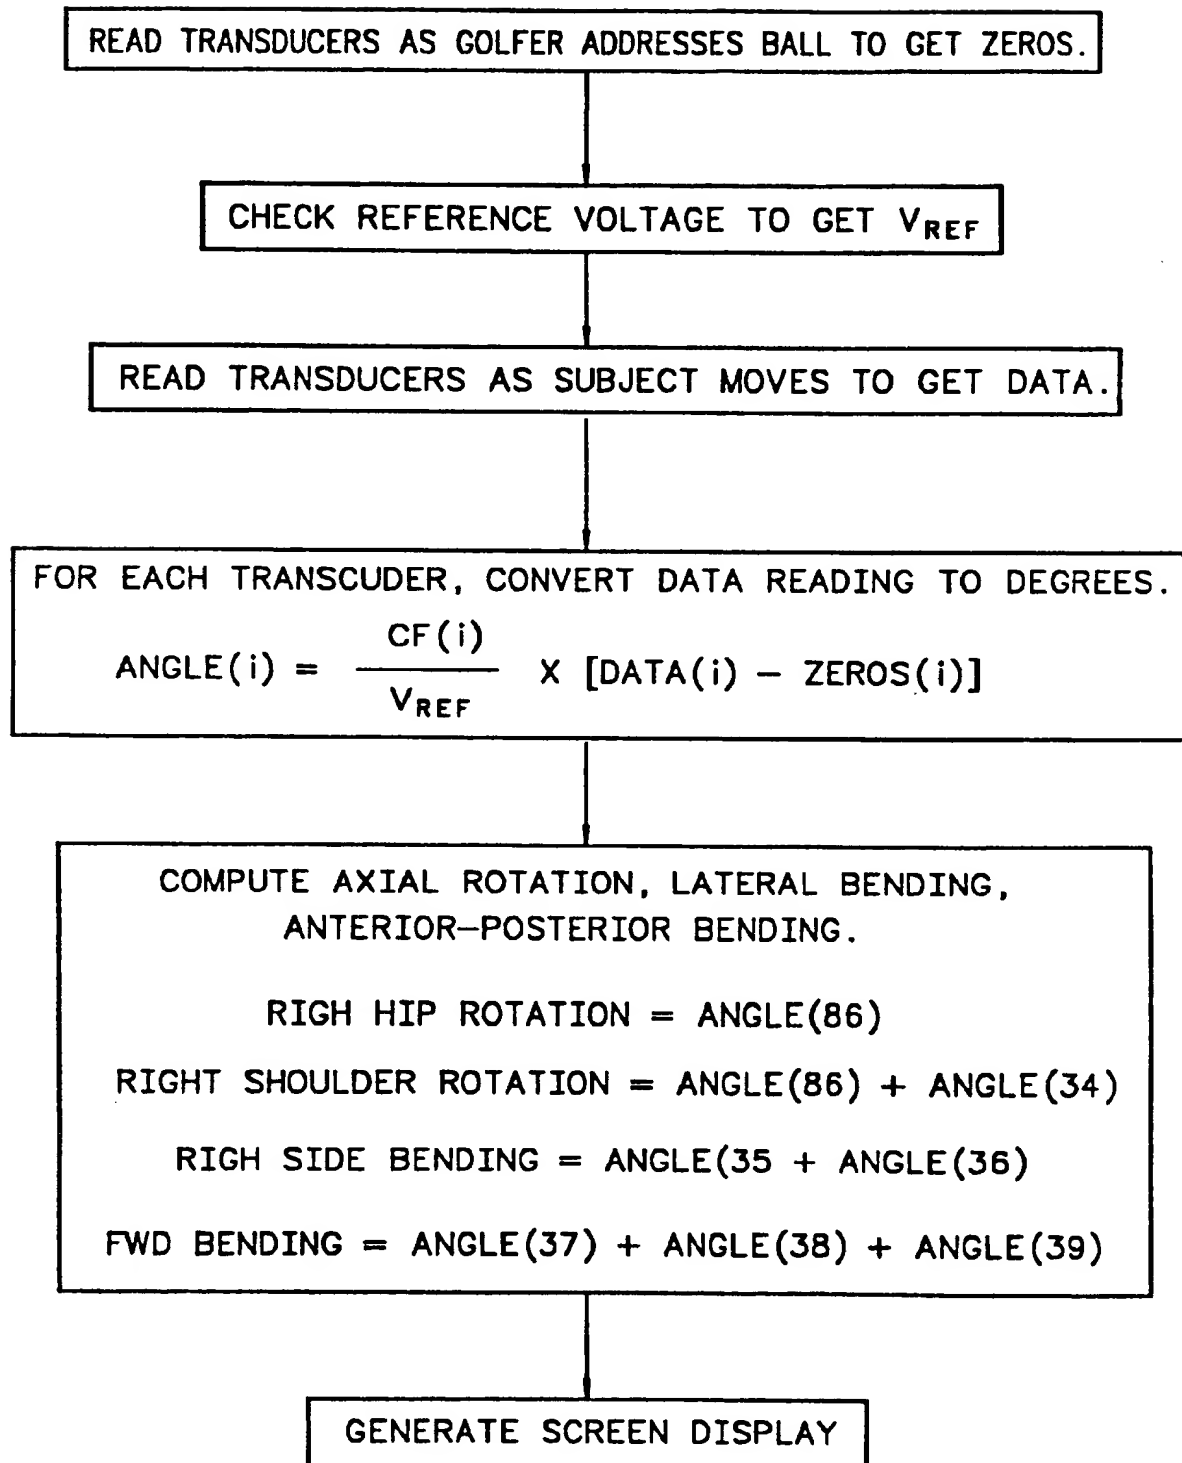 READ TRANSDUCERS AS GOLFER ADDRESSES BALL TO GET ZEROS.
CHECK REFERENCE VOLTAGE TO GET VREF
READ TRANSDUCERS AS SUBJECT MOVES TO GET DATA.
FOR EACH TRANSCUDER, CONVERT DATA READING TO DEGREES.
ANGLE(i) = CF(i) / VREF X [DATA(i) – ZEROS(i)]
COMPUTE AXIAL ROTATION, LATERAL BENDING,
ANTERIOR–POSTERIOR BENDING.
RIGH HIP ROTATION = ANGLE(86)
RIGHT SHOULDER ROTATION = ANGLE(86) + ANGLE(34)
RIGH SIDE BENDING = ANGLE(35 + ANGLE(36)
FWD BENDING = ANGLE(37) + ANGLE(38) + ANGLE(39)
GENERATE SCREEN DISPLAY